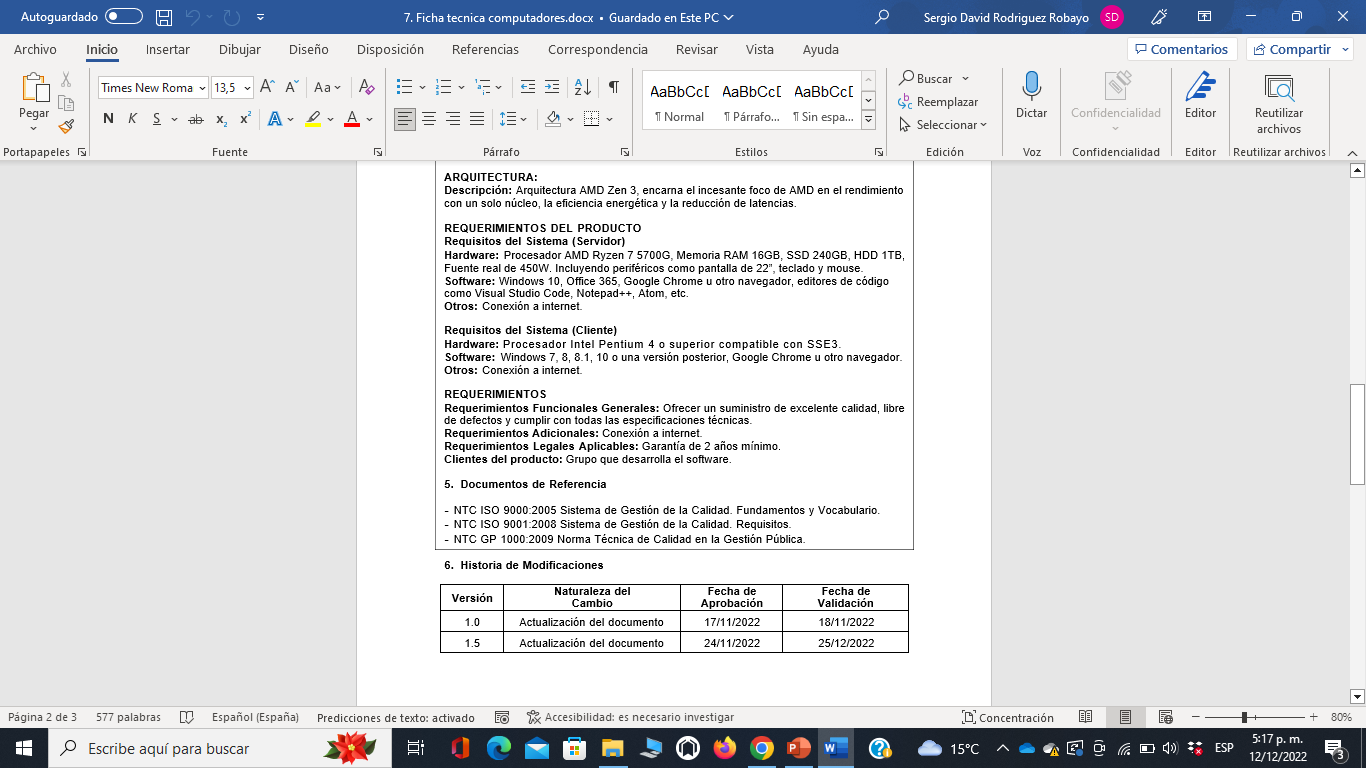 Autoguardado
7. Ficha tecnica computadores.docx • Guardado en Este PC
Sergio David Rodriguez Robayo
SD
Archivo Inicio Insertar Dibujar Diseño Disposición Referencias Correspondencia Revisar Vista Ayuda
Comentarios
Compartir
Pegar
Times New Roma
13,5
A A Aa A
N K S ab x₂ x² A A
AaBbCcI AaBbCcI AaBbCcI
¶ Normal ¶ Párrafo... ¶ Sin espa...
Buscar
Reemplazar
Seleccionar
Dictar
Confidencialidad
Editor
Reutilizar
archivos
Portapapeles Fuente Párrafo Estilos Edición Voz Confidencialidad Editor Reutilizar archivos
ARQUITECTURA:
Descripción: Arquitectura AMD Zen 3, encarna el incesante foco de AMD en el rendimiento
con un solo núcleo, la eficiencia energética y la reducción de latencias.
REQUERIMIENTOS DEL PRODUCTO
Requisitos del Sistema (Servidor)
Hardware: Procesador AMD Ryzen 7 5700G, Memoria RAM 16GB, SSD 240GB, HDD 1TB,
Fuente real de 450W. Incluyendo periféricos como pantalla de 22”, teclado y mouse.
Software: Windows 10, Office 365, Google Chrome u otro navegador, editores de código
como Visual Studio Code, Notepad++, Atom, etc.
Otros: Conexión a internet.
Requisitos del Sistema (Cliente)
Hardware: Procesador Intel Pentium 4 o superior compatible con SSE3.
Software: Windows 7, 8, 8.1, 10 o una versión posterior, Google Chrome u otro navegador.
Otros: Conexión a internet.
REQUERIMIENTOS
Requerimientos Funcionales Generales: Ofrecer un suministro de excelente calidad, libre
de defectos y cumplir con todas las especificaciones técnicas.
Requerimientos Adicionales: Conexión a internet.
Requerimientos Legales Aplicables: Garantía de 2 años mínimo.
Clientes del producto: Grupo que desarrolla el software.
5. Documentos de Referencia
- NTC ISO 9000:2005 Sistema de Gestión de la Calidad. Fundamentos y Vocabulario.
- NTC ISO 9001:2008 Sistema de Gestión de la Calidad. Requisitos.
- NTC GP 1000:2009 Norma Técnica de Calidad en la Gestión Pública.
6. Historia de Modificaciones
Versión Naturaleza del Cambio Fecha de Aprobación Fecha de Validación
1.0 Actualización del documento 17/11/2022 18/11/2022
1.5 Actualización del documento 24/11/2022 25/12/2022
Página 2 de 3 577 palabras Español (España) Predicciones de texto: activado Accesibilidad: es necesario investigar Concentración 80%
Escribe aquí para buscar
15°C
ESP
5:17 p. m.
12/12/2022
3